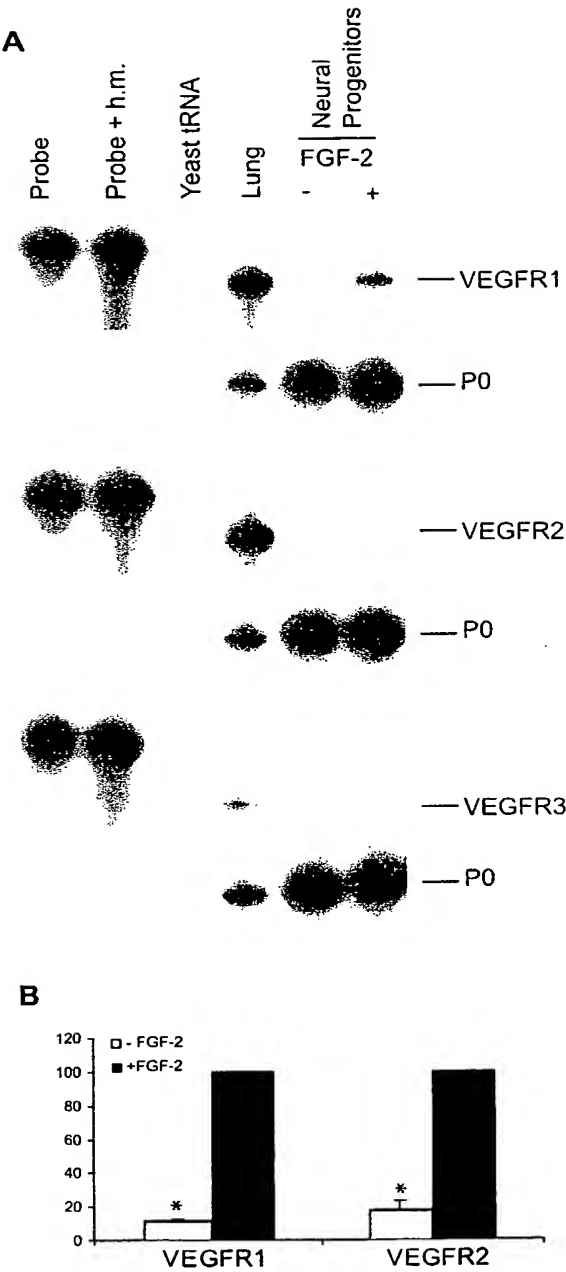 A
Probe
Probe + h.m.
Yeast tRNA
Lung
Neural
Progenitors
FGF-2
- +
VEGFR1
P0
VEGFR2
P0
VEGFR3
P0
B
120
100
80
60
40
20
0
- FGF-2
+FGF-2
*
*
VEGFR1
VEGFR2